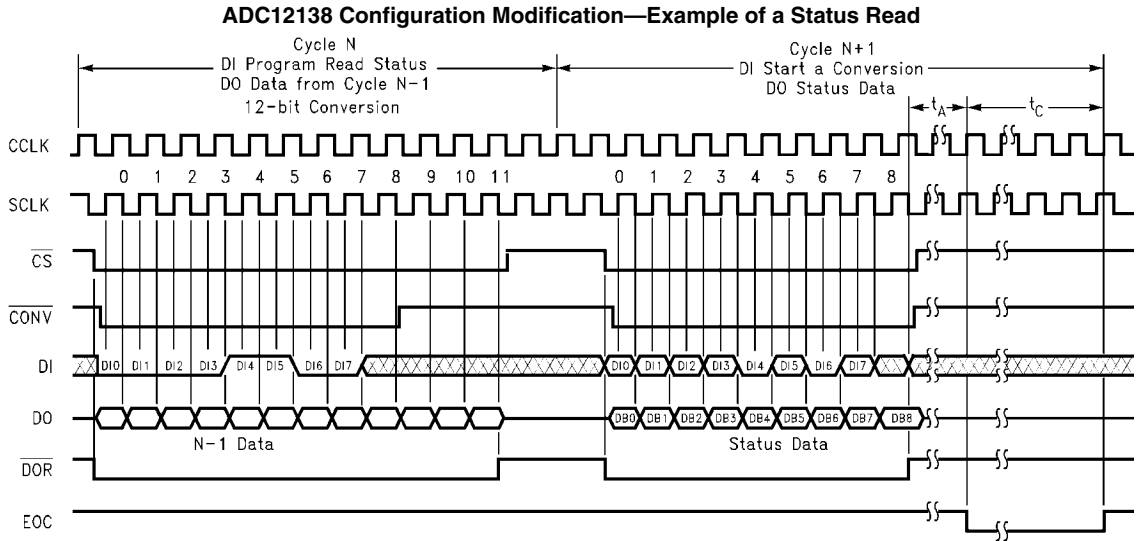 ADC12138 Configuration Modification—Example of a Status Read
Cycle N
DI Program Read Status
DO Data from Cycle N-1
12-bit Conversion
Cycle N+1
DI Start a Conversion
DO Status Data
tA
tC
CCLK
0 1 2 3 4 5 6 7 8 9 10 11 0 1 2 3 4 5 6 7 8
SCLK
CS
CONV
DI DI0 DI1 DI2 DI3 DI4 DI5 DI6 DI7 DI0 DI1 DI2 DI3 DI4 DI5 DI6 DI7
DO DB0 DB1 DB2 DB3 DB4 DB5 DB6 DB7 DB8
N-1 Data Status Data
DOR
EOC